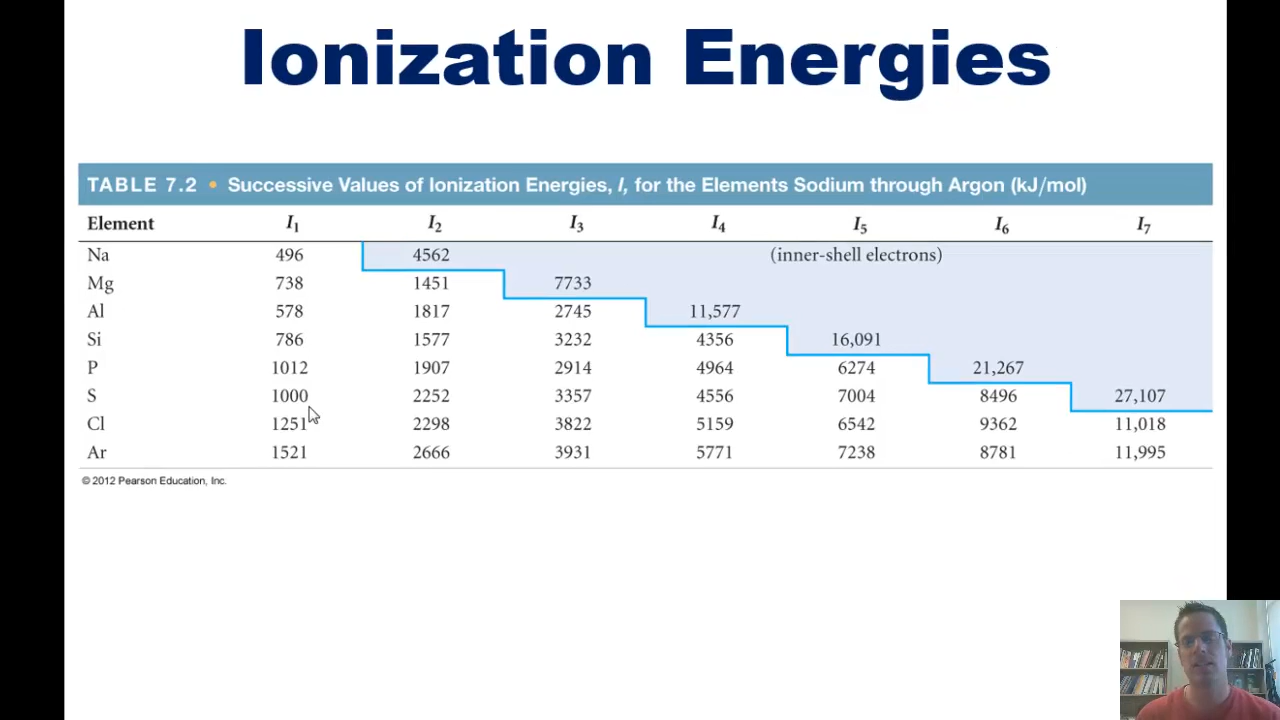 Ionization Energies
TABLE 7.2 • Successive Values of Ionization Energies, I, for the Elements Sodium through Argon (kJ/mol)
Element I1 I2 I3 I4 I5 I6 I7
Na 496 4562 (inner-shell electrons)
Mg 738 1451 7733
Al 578 1817 2745 11,577
Si 786 1577 3232 4356 16,091
P 1012 1907 2914 4964 6274 21,267
S 1000 2252 3357 4556 7004 8496 27,107
Cl 1251 2298 3822 5159 6542 9362 11,018
Ar 1521 2666 3931 5771 7238 8781 11,995
© 2012 Pearson Education, Inc.